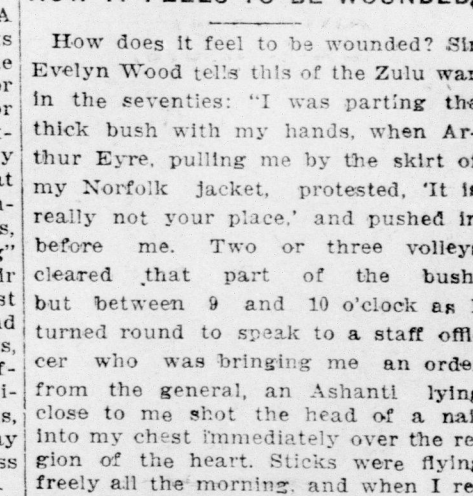 A
How does it feel to be wounded? Sir
Evelyn Wood tells this of the Zulu war
in the seventies: "I was parting the
thick bush with my hands, when Ar-
thur Eyre, pulling me by the skirt of
my Norfolk jacket, protested, 'It is
really not your place,' and pushed in
before me. Two or three volleys
cleared that part of the bush
but between 9 and 10 o'clock as I
turned round to speak to a staff offi-
cer who was bringing me an order
from the general, an Ashanti lying
close to me shot the head of a nail
into my chest immediately over the re-
gion of the heart. Sticks were flying
freely all the morning, and when I re-